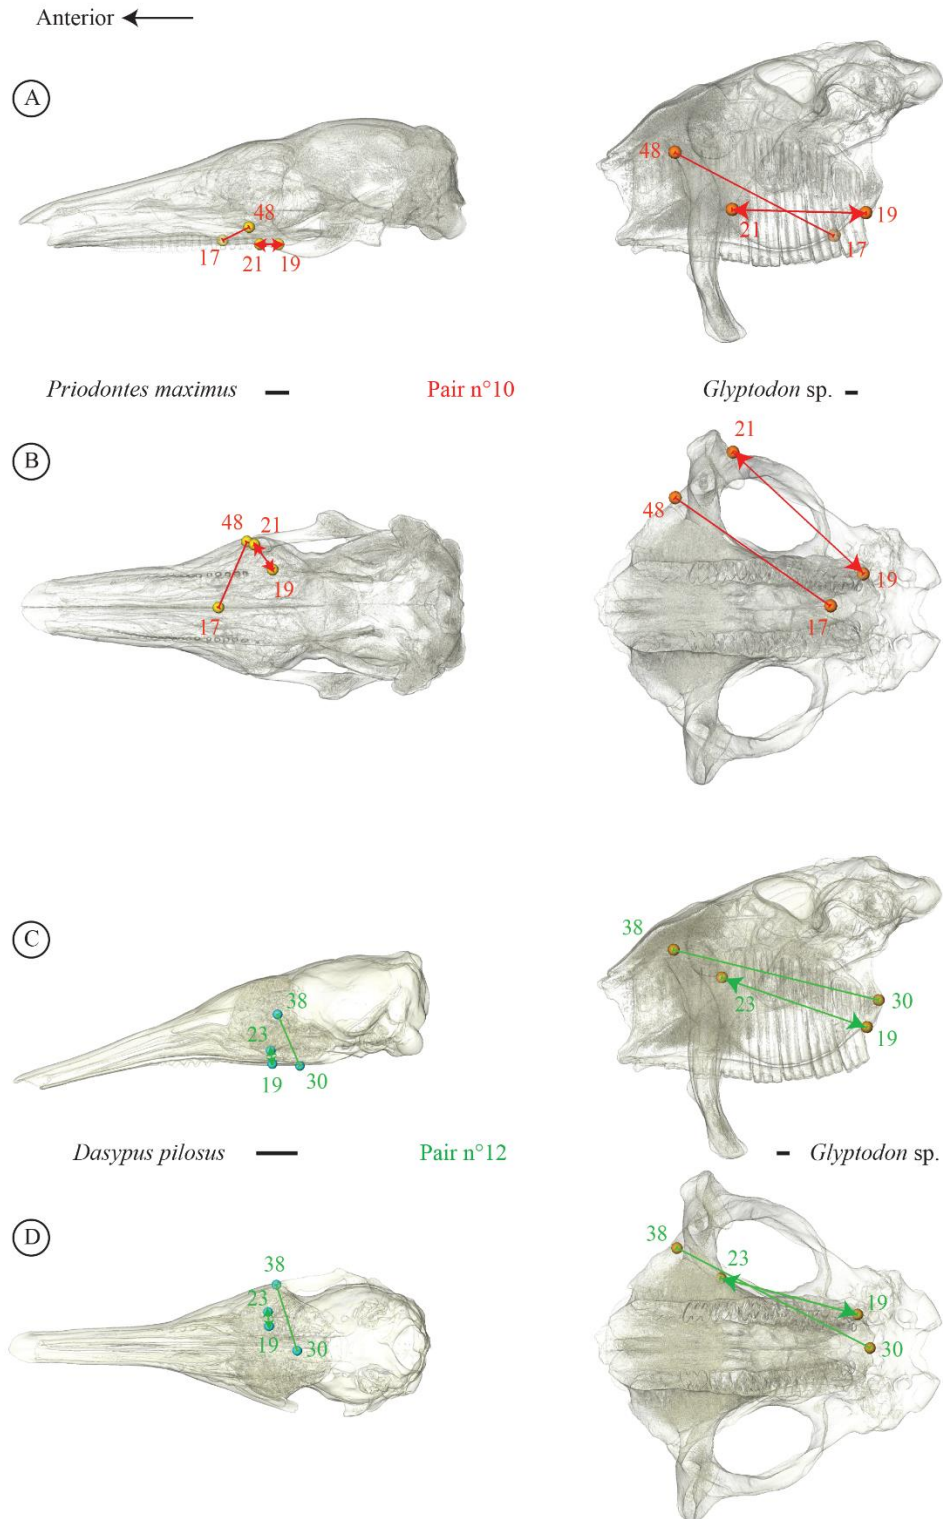 Anterior
A
48
17
21
19
48
21
19
17
Priodontes maximus
Pair n°10
Glyptodon sp.
B
48
21
19
17
21
48
19
17
C
38
23
19
30
38
23
30
19
Dasypus pilosus
Pair n°12
Glyptodon sp.
D
38
23
19
30
38
23
19
30